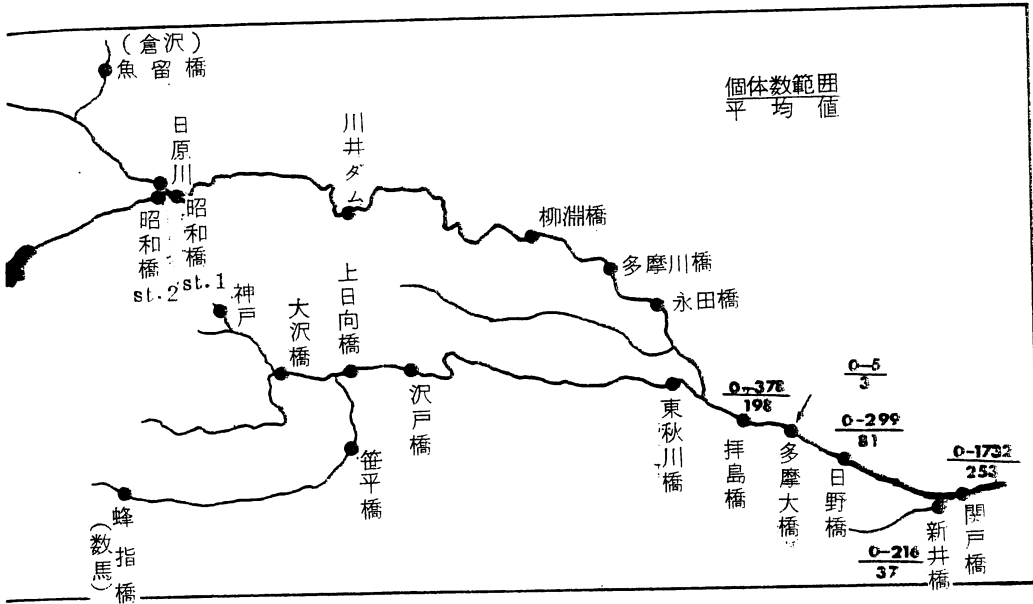 (倉沢)
魚留橋
個体数範囲
平均値
日原川
川井ダム
昭和橋
st.2
昭和橋
st.1
柳淵橋
多摩川橋
永田橋
神戸
大沢橋
上日向橋
沢戸橋
東秋川橋
笹平橋
蜂指橋
(数馬)
0-378
198
拝島橋
0-5
3
多摩大橋
0-299
81
日野橋
0-1732
253
関戸橋
新井橋
0-216
37